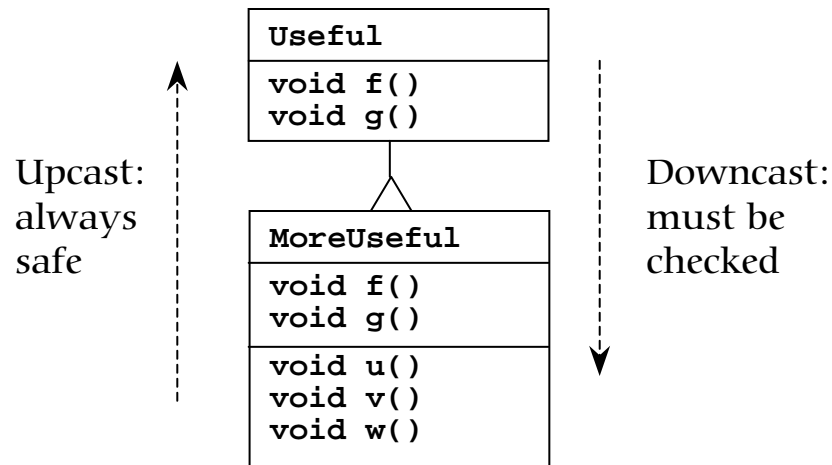 Useful
void f()
void g()
Upcast:
always
safe
Downcast:
must be
checked
MoreUseful
void f()
void g()
void u()
void v()
void w()